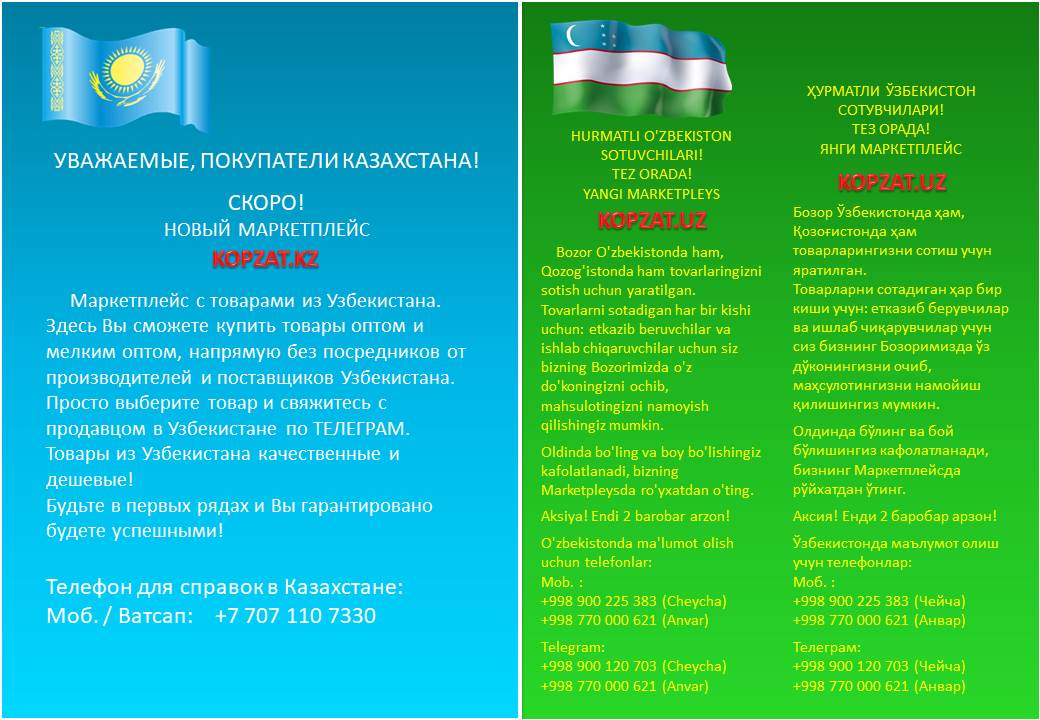 УВАЖАЕМЫЕ, ПОКУПАТЕЛИ КАЗАХСТАНА!
СКОРО!
НОВЫЙ МАРКЕТПЛЕЙС
KOPZAT.KZ
Маркетплейс с товарами из Узбекистана.
Здесь Вы сможете купить товары оптом и
мелким оптом, напрямую без посредников от
производителей и поставщиков Узбекистана.
Просто выберите товар и свяжитесь с
продавцом в Узбекистане по ТЕЛЕГРАМ.
Товары из Узбекистана качественные и
дешевые!
Будьте в первых рядах и Вы гарантировано
будете успешными!
Телефон для справок в Казахстане:
Моб. / Ватсап: +7 707 110 7330
HURMATLI O'ZBEKISTON
SOTUVCHILARI!
TEZ ORADA!
YANGI MARKETPLEYS
KOPZAT.UZ
Bozor O'zbekistonda ham,
Qozog'istonda ham tovarlaringizni
sotish uchun yaratilgan.
Tovarlarni sotadigan har bir kishi
uchun: etkazib beruvchilar va
ishlab chiqaruvchilar uchun siz
bizning Bozorimizda o'z
do'koningizni ochib,
mahsulotingizni namoyish
qilishingiz mumkin.
Oldinda bo'ling va boy bo'lishingiz
kafolatlanadi, bizning
Marketpleysda ro'yxatdan o'ting.
Aksiya! Endi 2 barobar arzon!
O'zbekistonda ma'lumot olish
uchun telefonlar:
Mob. :
+998 900 225 383 (Cheycha)
+998 770 000 621 (Anvar)
Telegram:
+998 900 120 703 (Cheycha)
+998 770 000 621 (Anvar)
ҲУРМАТЛИ ЎЗБЕКИСТОН
СОТУВЧИЛАРИ!
ТЕЗ ОРАДА!
ЯНГИ МАРКЕТПЛЕЙС
KOPZAT.UZ
Бозор Ўзбекистонда ҳам,
Қозоғистонда ҳам
товарларингизни сотиш учун
яратилган.
Товарларни сотадиган ҳар бир
киши учун: етказиб берувчилар
ва ишлаб чиқарувчилар учун
сиз бизнинг Бозоримизда ўз
дўконингизни очиб,
маҳсулотингизни намойиш
қилишингиз мумкин.
Олдинда бўлинг ва бой
бўлишингиз кафолатланади,
бизнинг Маркетплейсда
рўйхатдан ўтинг.
Аксия! Енди 2 баробар арзон!
Ўзбекистонда маълумот олиш
учун телефонлар:
Моб. :
+998 900 225 383 (Чейча)
+998 770 000 621 (Анвар)
Телеграм:
+998 900 120 703 (Чейча)
+998 770 000 621 (Анвар)